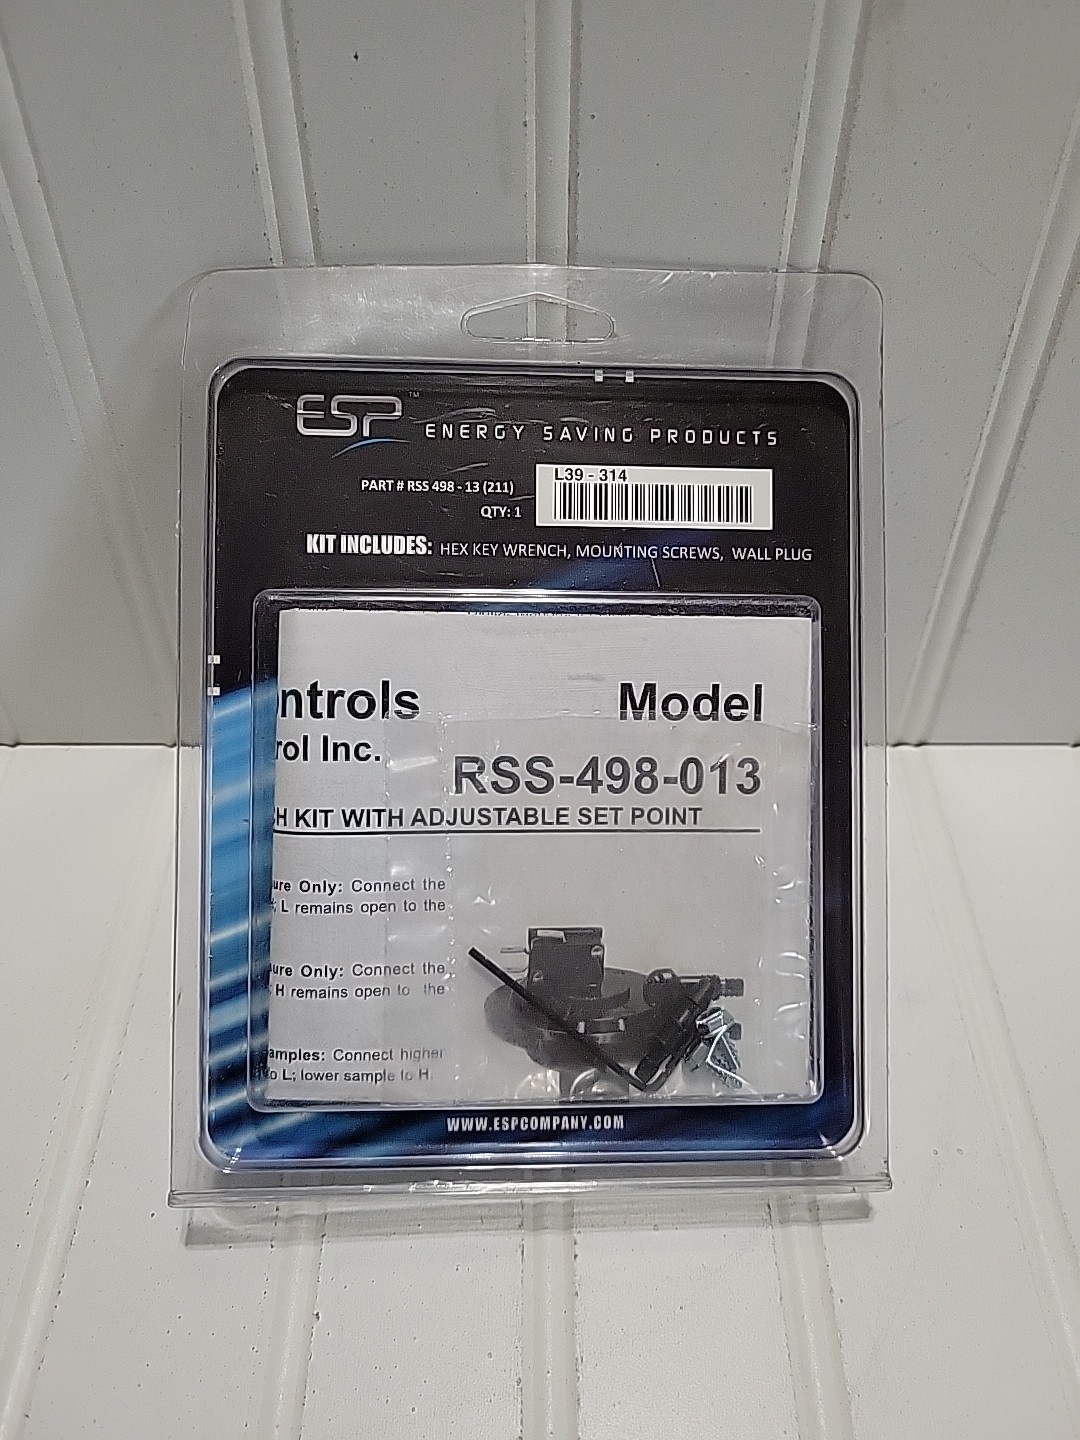 ESP™ ENERGY SAVING PRODUCTS
PART # RSS 498 - 13 (211)
L39 - 314
QTY: 1
KIT INCLUDES: HEX KEY WRENCH, MOUNTING SCREWS, WALL PLUG
ntrols Model
rol Inc.
RSS-498-013
H KIT WITH ADJUSTABLE SET POINT
ure Only: Connect the
; L remains open to the
ure Only: Connect the
H remains open to the
amples: Connect higher
o L; lower sample to H.
WWW.ESPCOMPANY.COM